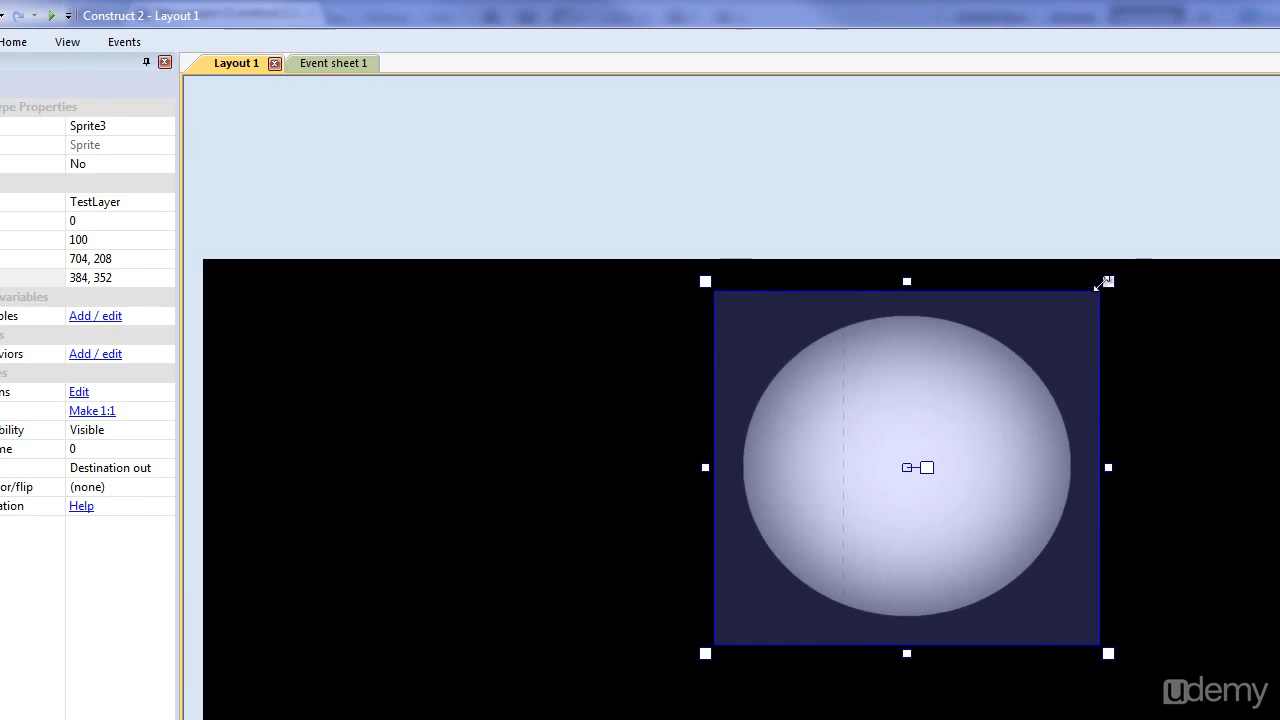 Construct 2 - Layout 1
Home View Events
Layout 1 Event sheet 1
ype Properties
Sprite3
Sprite
No
TestLayer
0
100
704, 208
384, 352
variables
bles Add / edit
s
viors Add / edit
es
ns Edit
Make 1:1
bility Visible
me 0
Destination out
or/flip (none)
ation Help
udemy